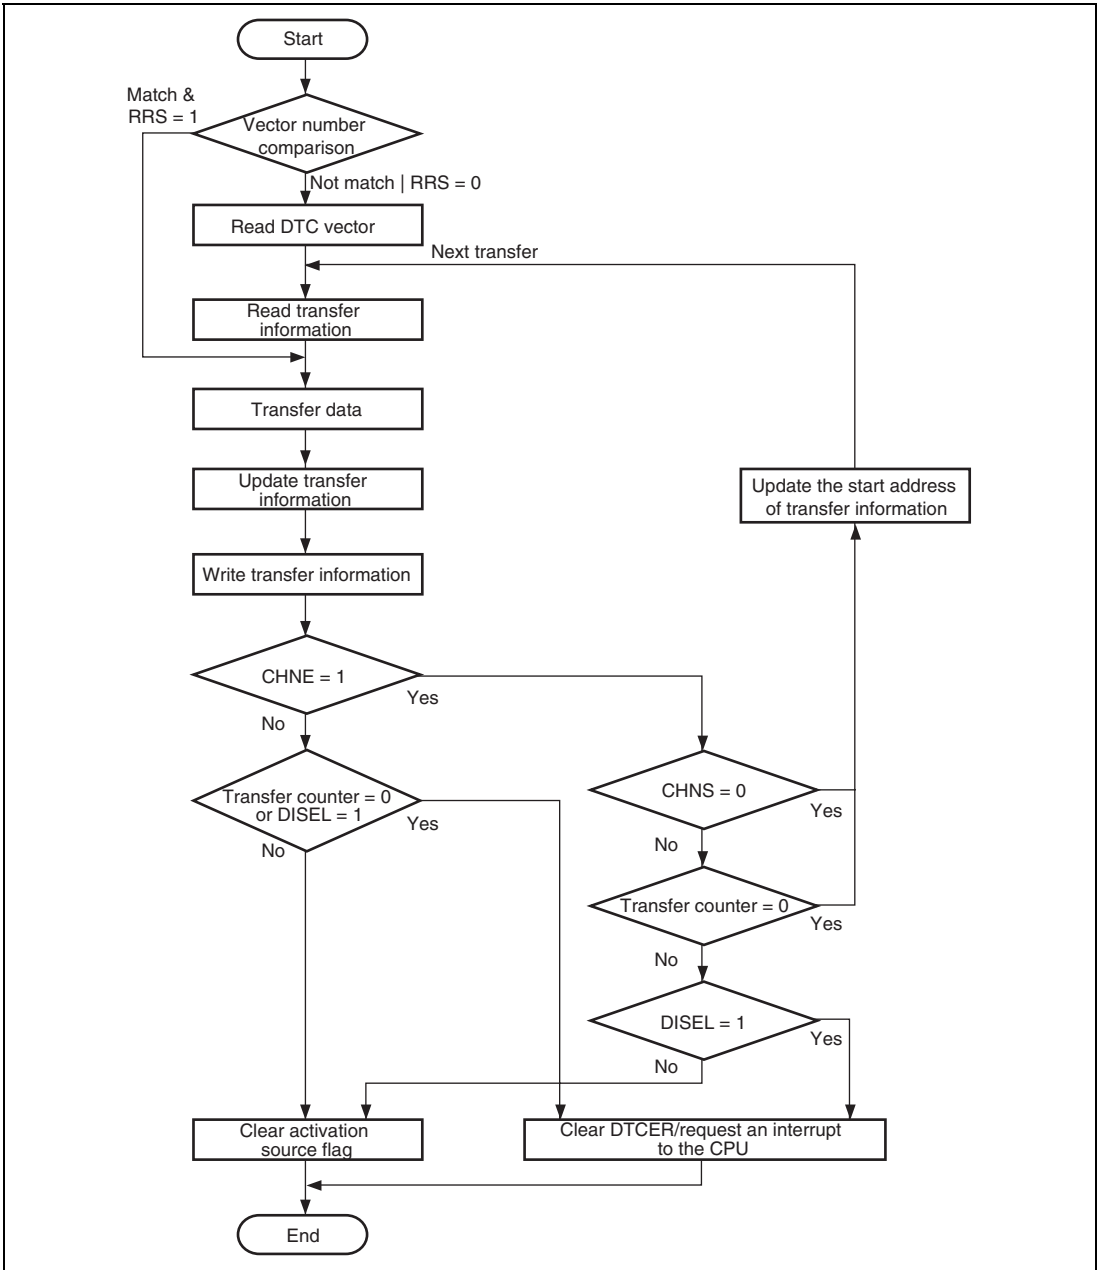 Start
Match &
RRS = 1
Vector number
comparison
Not match | RRS = 0
Read DTC vector
Next transfer
Read transfer
information
Transfer data
Update transfer
information
Update the start address
of transfer information
Write transfer information
CHNE = 1
Yes
No
CHNS = 0
Yes
Transfer counter = 0
or DISEL = 1
Yes
No
No
Transfer counter = 0
Yes
No
DISEL = 1
Yes
No
Clear activation
source flag
Clear DTCER/request an interrupt
to the CPU
End